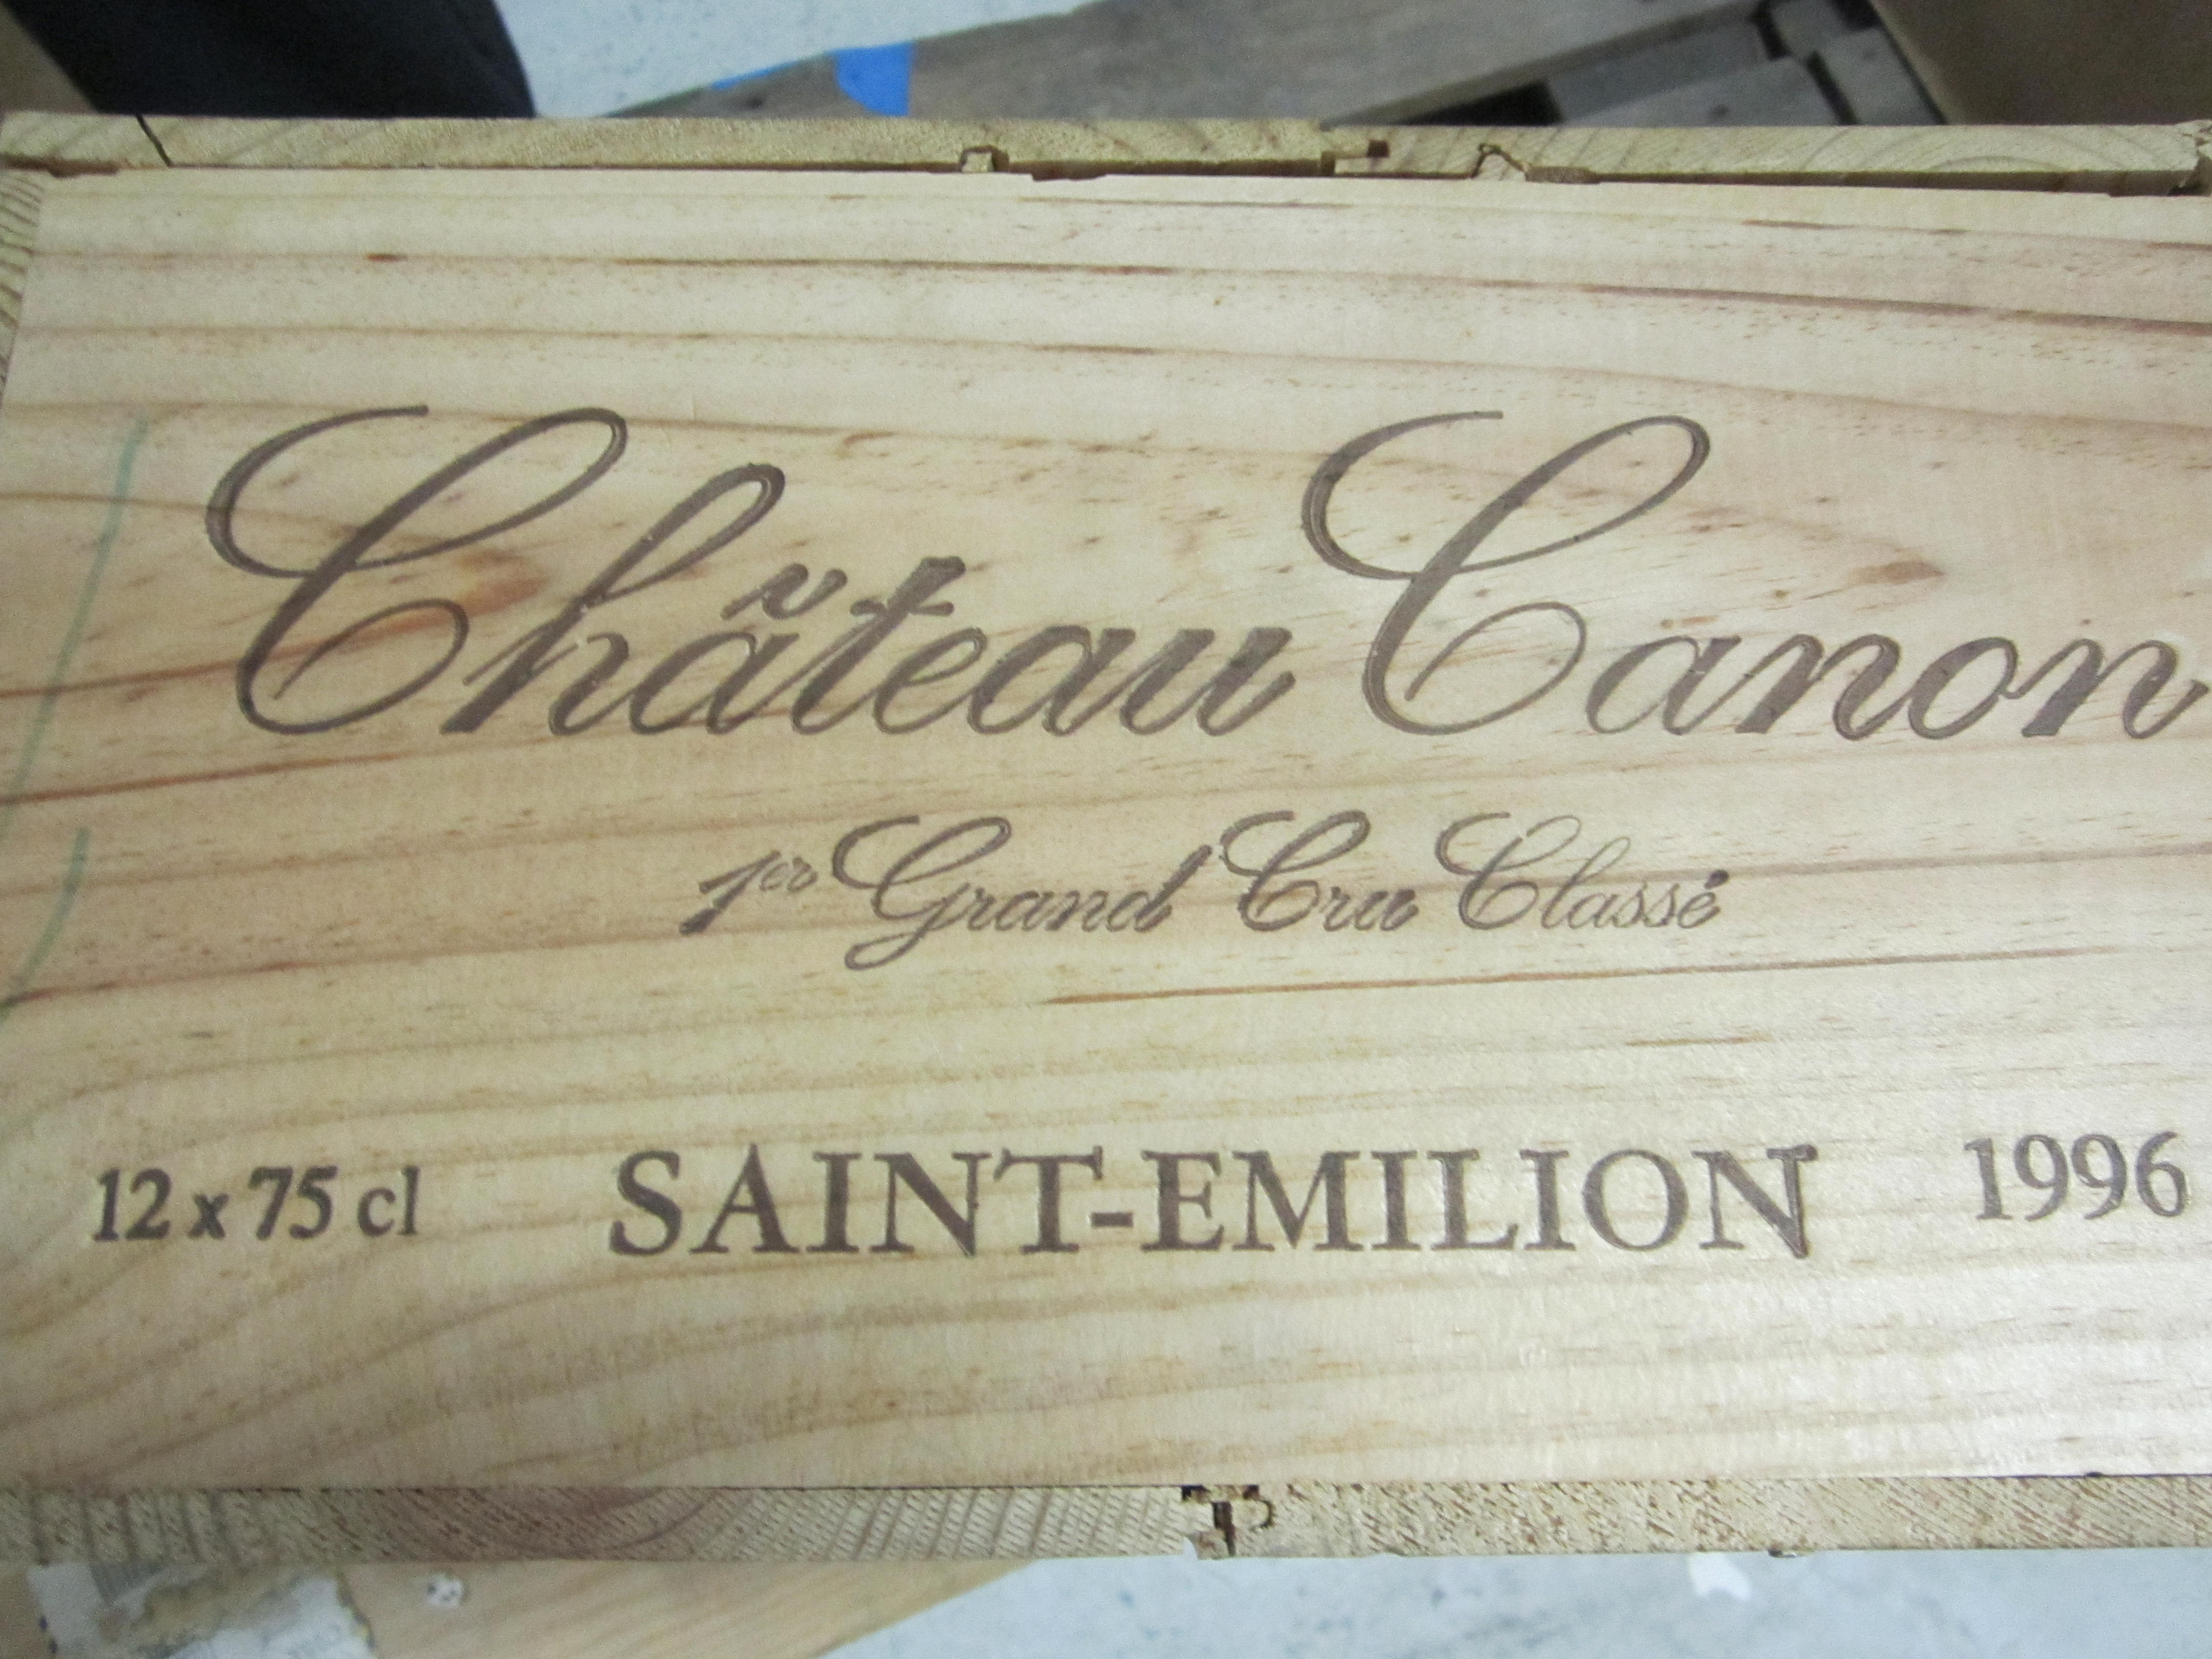 Château Canon
1er Grand Cru Classé
12 x 75 cl SAINT-EMILION 1996